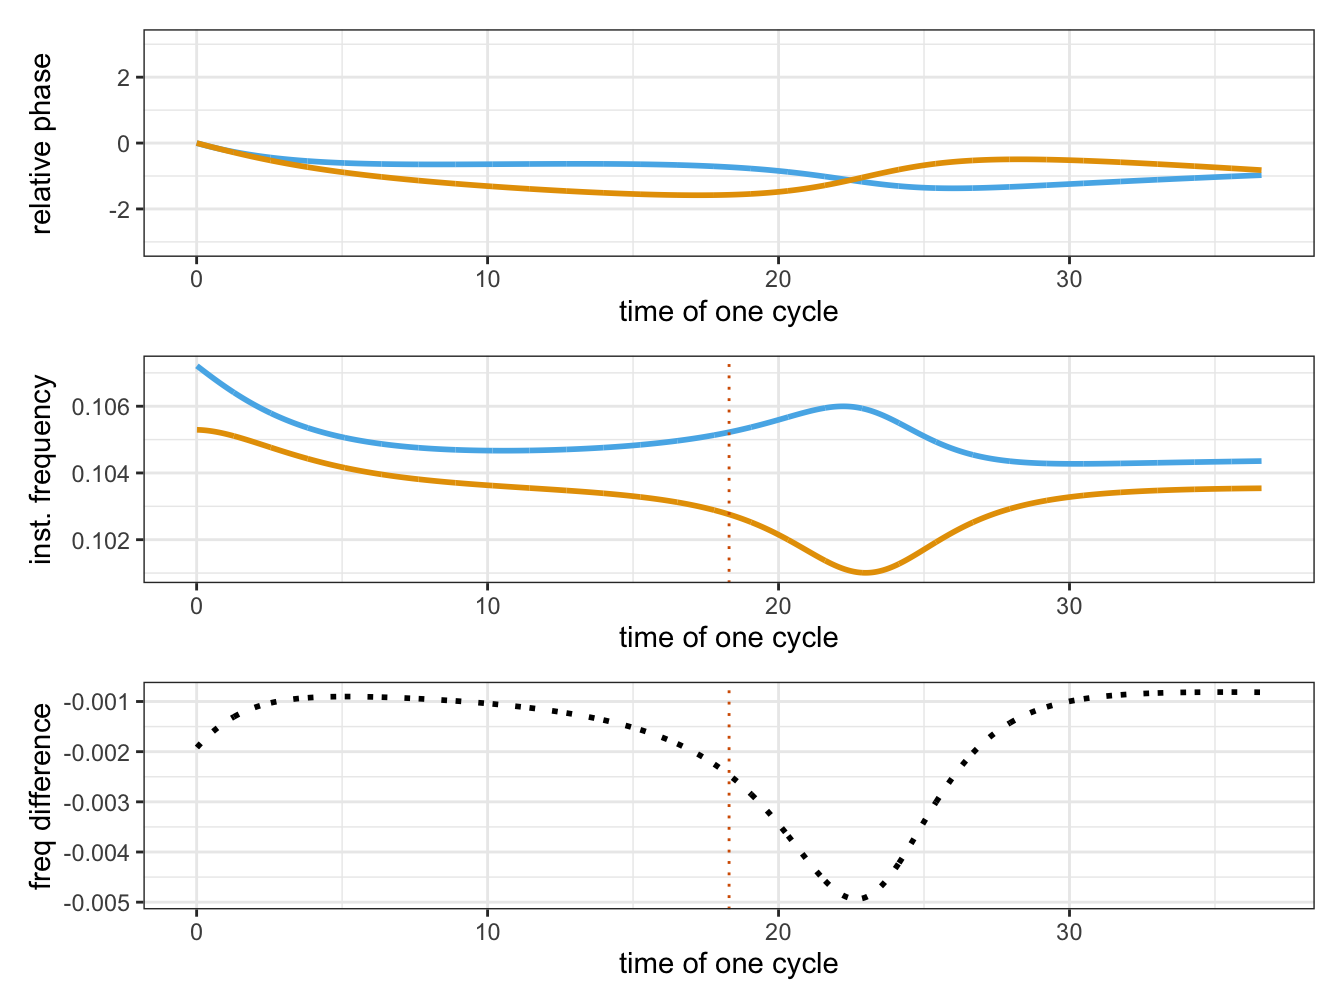 relative phase
2
0
-2
0 10 20 30
time of one cycle
inst. frequency
0.106
0.104
0.102
0 10 20 30
time of one cycle
freq difference
-0.001
-0.002
-0.003
-0.004
-0.005
0 10 20 30
time of one cycle